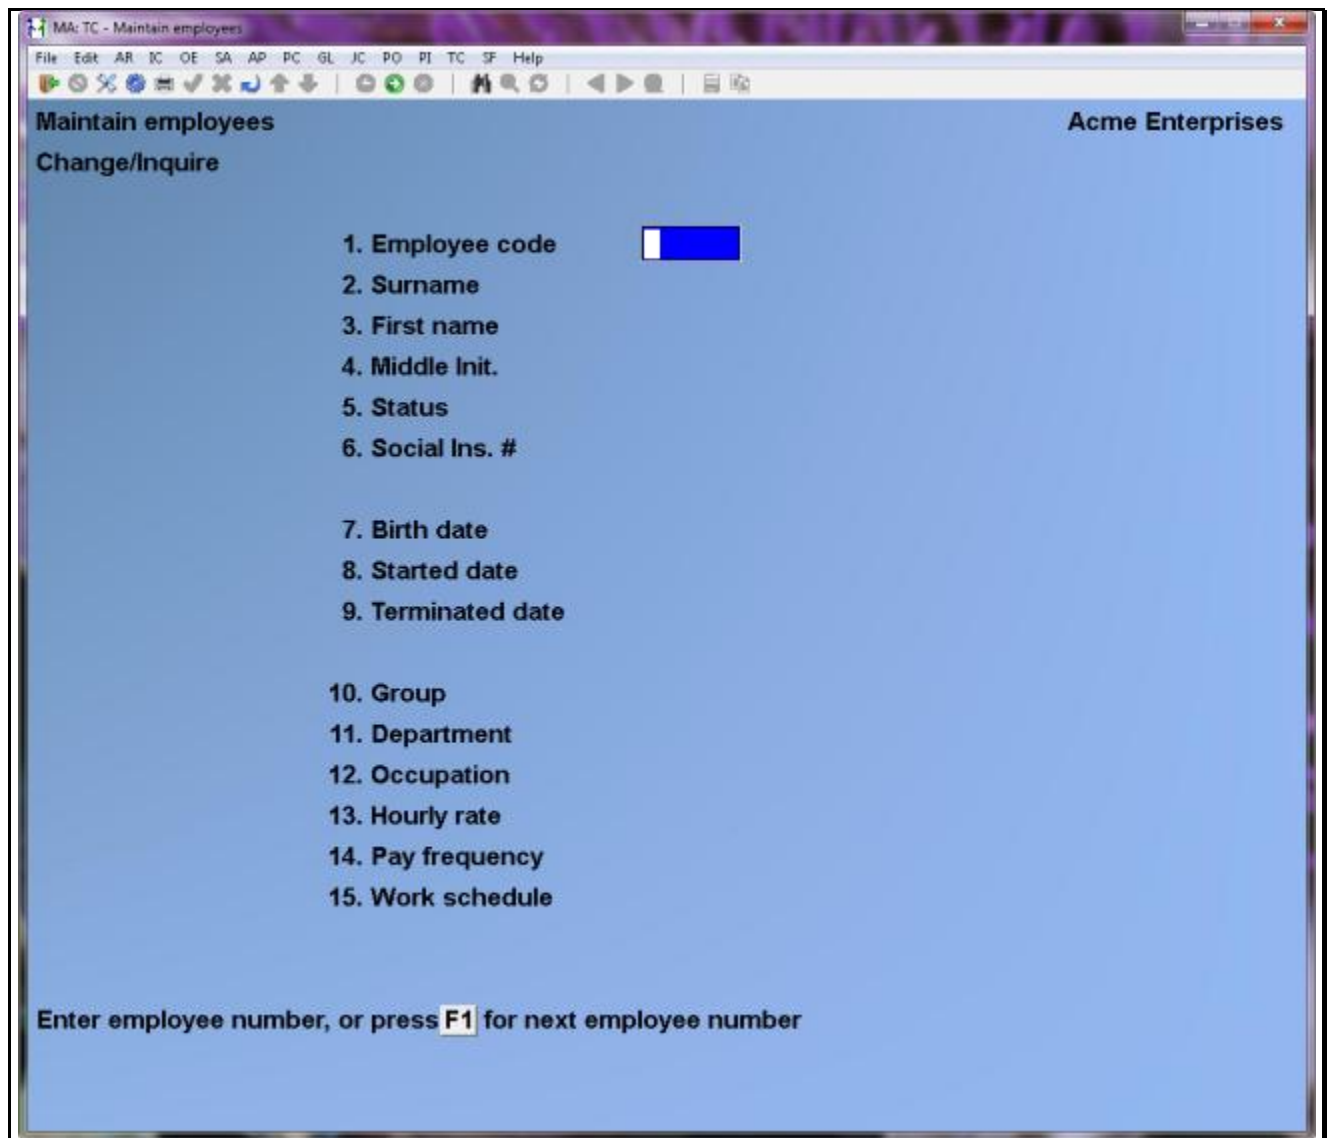 MA: TC - Maintain employees
File Edit AR IC OE SA AP PC GL JC PO PI TC SF Help
Maintain employees Acme Enterprises
Change/Inquire
1. Employee code
2. Surname
3. First name
4. Middle Init.
5. Status
6. Social Ins. #
7. Birth date
8. Started date
9. Terminated date
10. Group
11. Department
12. Occupation
13. Hourly rate
14. Pay frequency
15. Work schedule
Enter employee number, or press F1 for next employee number